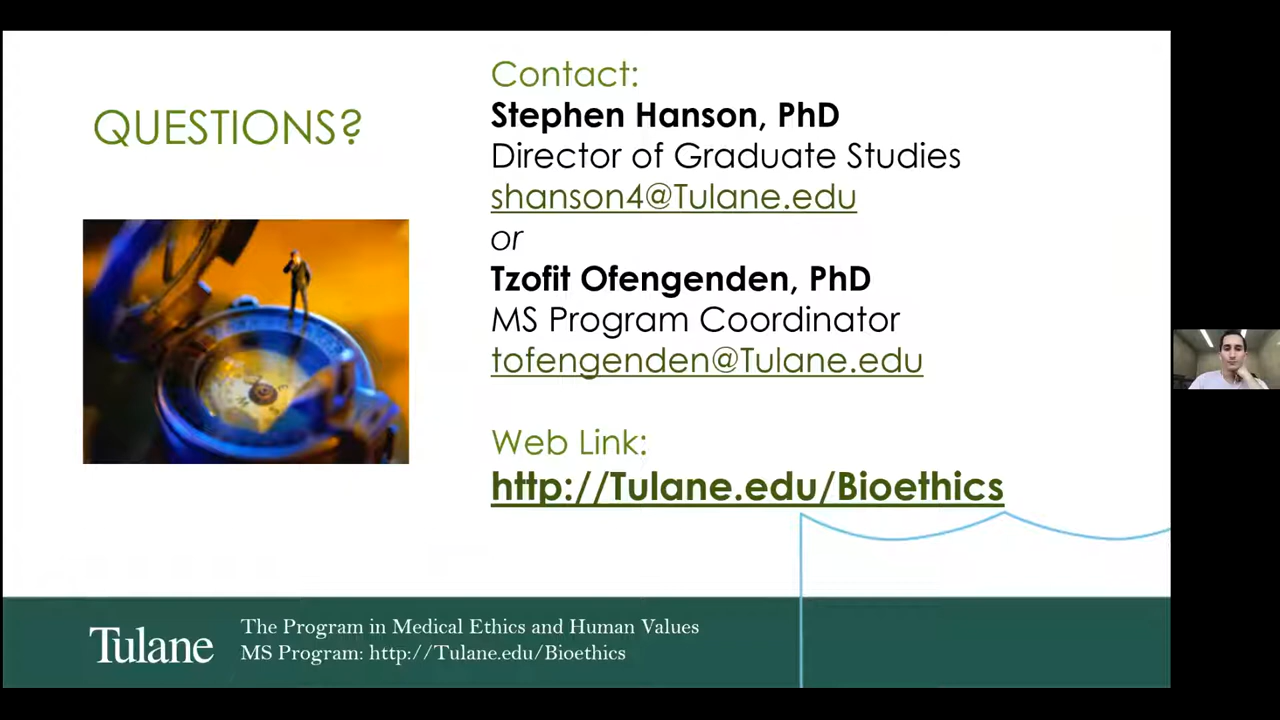 QUESTIONS?
Contact:
Stephen Hanson, PhD
Director of Graduate Studies
shanson4@Tulane.edu
or
Tzofit Ofengenden, PhD
MS Program Coordinator
tofengenden@Tulane.edu
Web Link:
http://Tulane.edu/Bioethics
Tulane
The Program in Medical Ethics and Human Values
MS Program: http://Tulane.edu/Bioethics